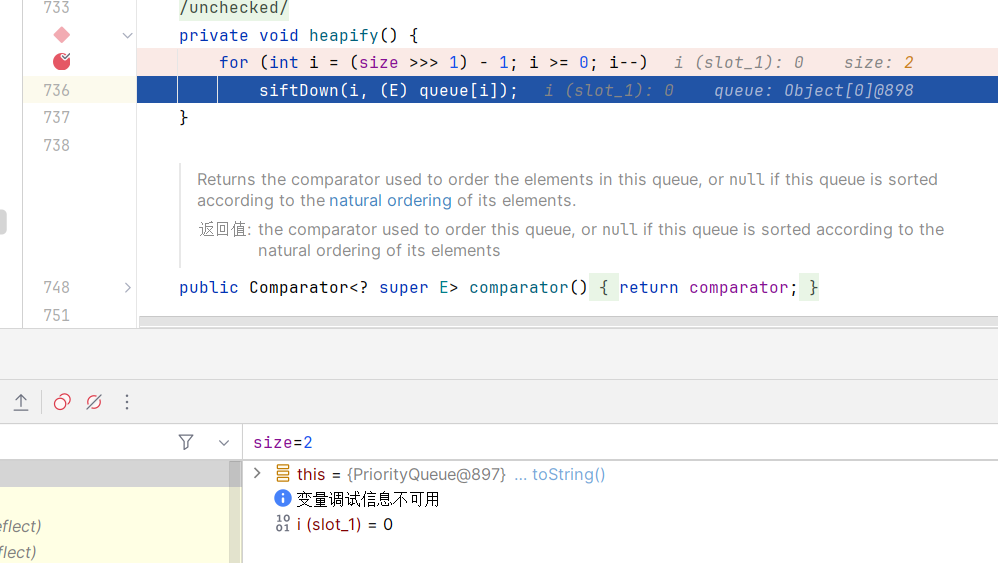 733
/unchecked/
private void heapify() {
for (int i = (size >>> 1) - 1; i >= 0; i--) i (slot_1): 0 size: 2
736 siftDown(i, (E) queue[i]); i (slot_1): 0 queue: Object[0]@898
737 }
738
Returns the comparator used to order the elements in this queue, or null if this queue is sorted
according to the natural ordering of its elements.
返回值: the comparator used to order this queue, or null if this queue is sorted according to the
natural ordering of its elements
748 public Comparator<? super E> comparator() { return comparator; }
751
size=2
this = {PriorityQueue@897} ... toString()
变量调试信息不可用
i (slot_1) = 0
eflect)
flect)